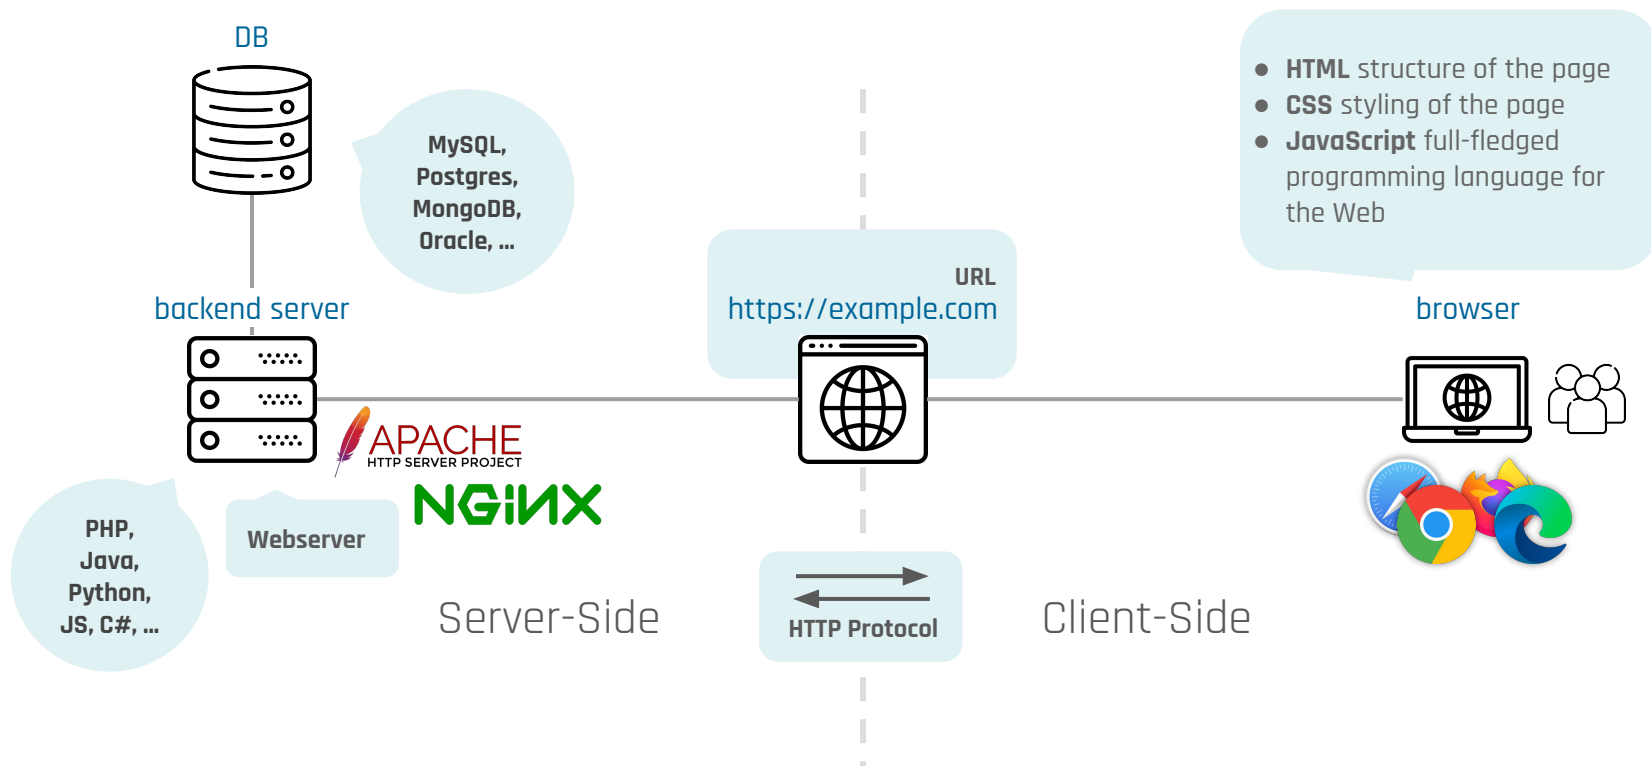 DB
MySQL,
Postgres,
MongoDB,
Oracle, ...
backend server
APACHE
HTTP SERVER PROJECT
NGiNX
Webserver
PHP,
Java,
Python,
JS, C#, ...
Server-Side
URL
https://example.com
HTTP Protocol
Client-Side
● HTML structure of the page
● CSS styling of the page
● JavaScript full-fledged
programming language for
the Web
browser